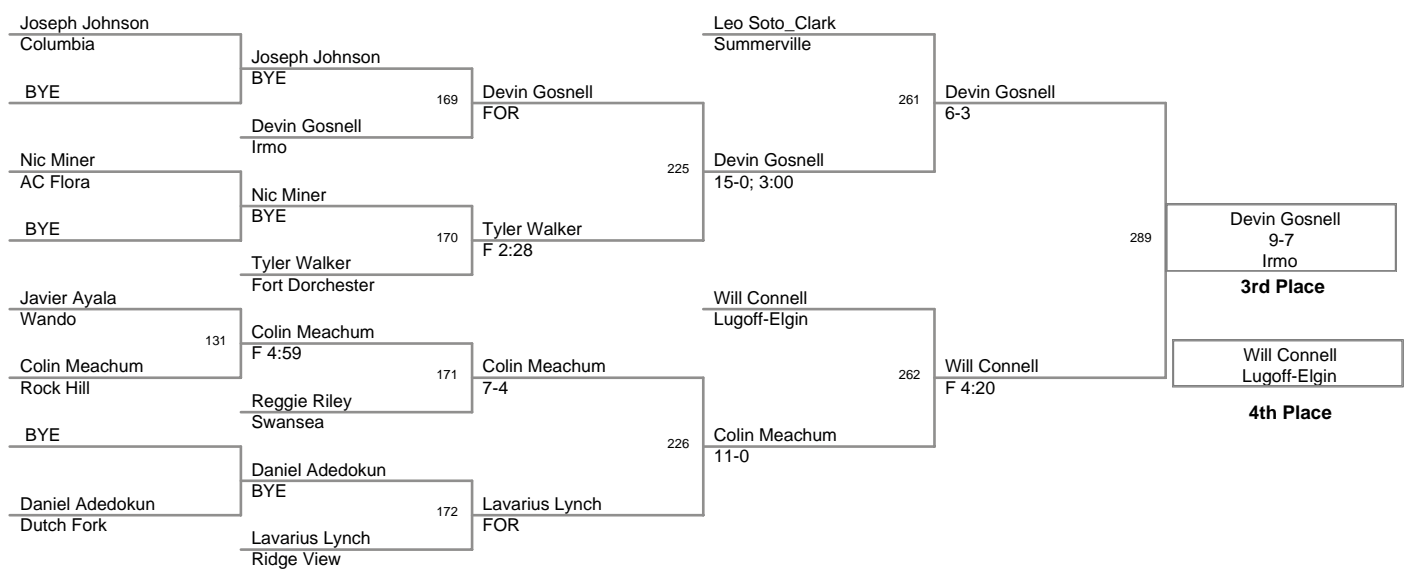 Joseph Johnson
Columbia
BYE
Nic Miner
AC Flora
BYE
Javier Ayala
Wando
131
Colin Meachum
Rock Hill
BYE
Daniel Adedokun
Dutch Fork
Joseph Johnson
BYE
169
Devin Gosnell
Irmo
Nic Miner
BYE
170
Tyler Walker
Fort Dorchester
Colin Meachum
F 4:59
171
Reggie Riley
Swansea
Daniel Adedokun
BYE
172
Lavarius Lynch
Ridge View
Devin Gosnell
FOR
225
Tyler Walker
F 2:28
Colin Meachum
7-4
226
Lavarius Lynch
FOR
Leo Soto_Clark
Summerville
261
Devin Gosnell
15-0; 3:00
Will Connell
Lugoff-Elgin
262
Colin Meachum
11-0
Devin Gosnell
6-3
289
Will Connell
F 4:20
Devin Gosnell
9-7
Irmo
3rd Place
Will Connell
Lugoff-Elgin
4th Place